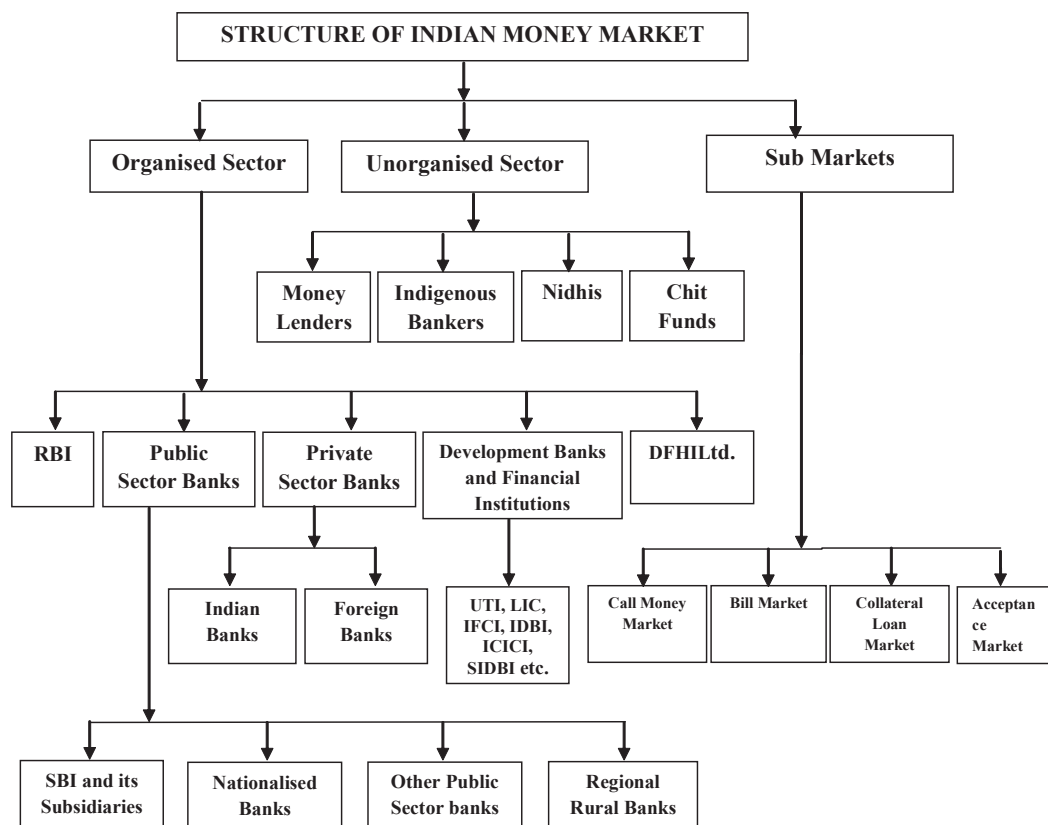 STRUCTURE OF INDIAN MONEY MARKET
Organised Sector
Unorganised Sector
Sub Markets
Money
Lenders
Indigenous
Bankers
Nidhis
Chit
Funds
RBI
Public
Sector Banks
Private
Sector Banks
Development Banks
and Financial
Institutions
DFHILtd.
Indian
Banks
Foreign
Banks
UTI, LIC,
IFCI, IDBI,
ICICI,
SIDBI etc.
Call Money
Market
Bill Market
Collateral
Loan
Market
Acceptan
ce
Market
SBI and its
Subsidiaries
Nationalised
Banks
Other Public
Sector banks
Regional
Rural Banks